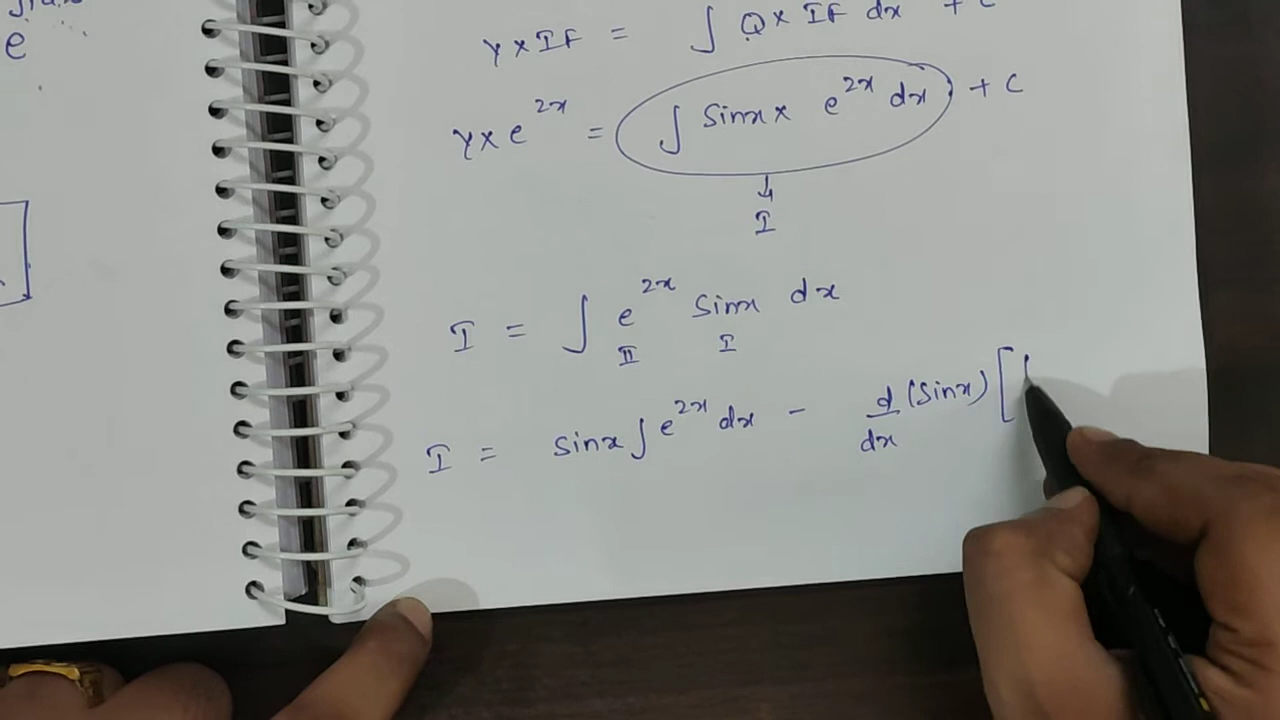 e
Y × IF = ∫ Q × IF dx + C
Y × e^{2x} = ∫ Sinx × e^{2x} dx + C
↓
I
I = ∫ e^{2x} Sinx dx
II I
I = sinx ∫ e^{2x} dx - d/dx (Sinx) [